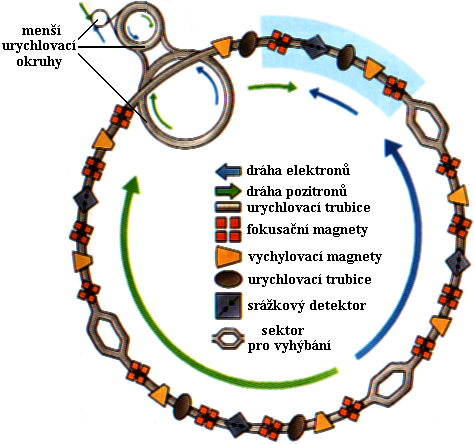 menší
urychlovací
okruhy
dráha elektronů
dráha pozitronů
urychlovací trubice
fokusační magnety
vychylovací magnety
urychlovací trubice
srážkový detektor
sektor
pro vyhýbání